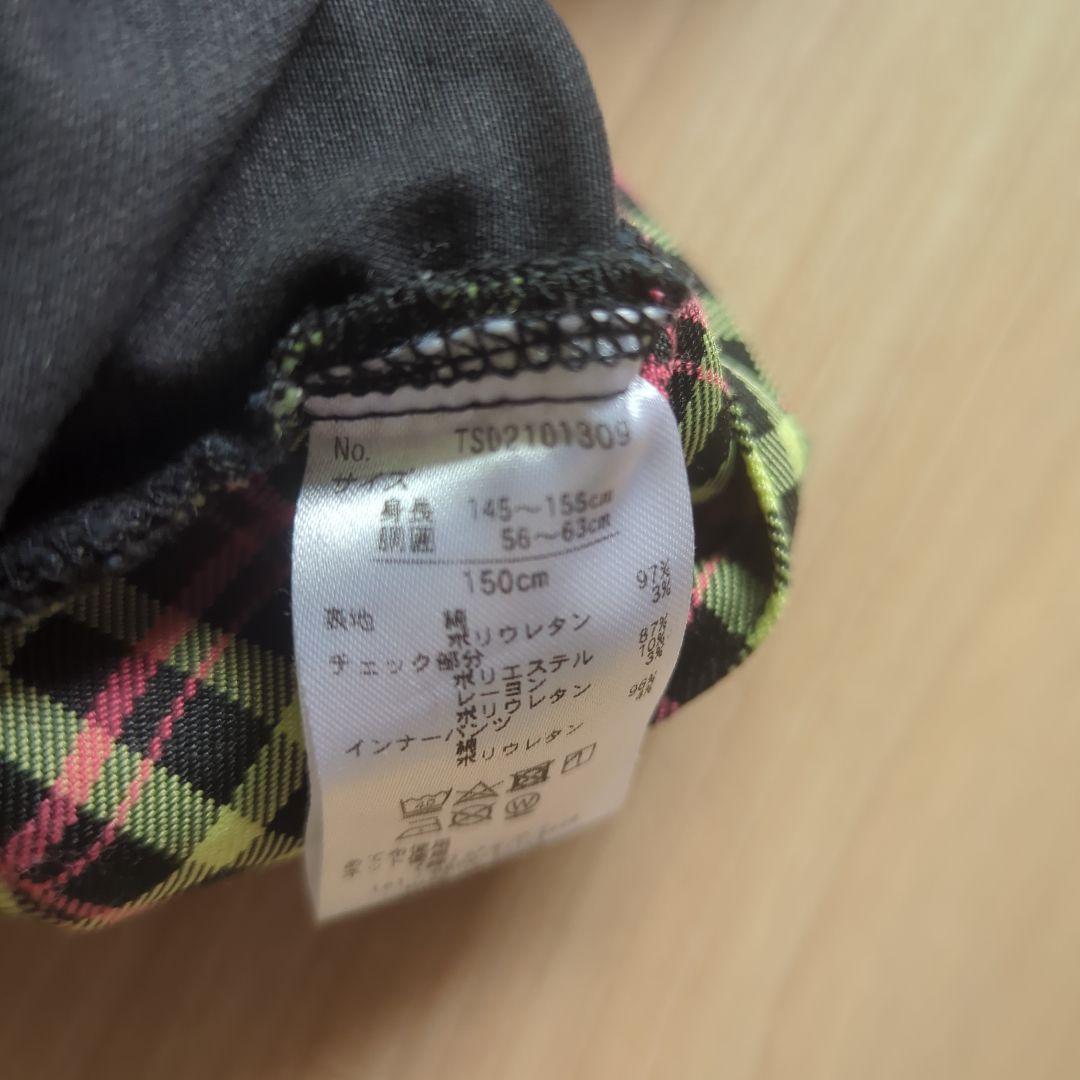 No. TSD2101309
サイズ
身長 145～155cm
胴囲 56～63cm
150cm
表地 綿 97%
ポリウレタン 3%
チェック部分
ポリエステル 87%
レーヨン 10%
ポリウレタン 3%
インナーパンツ
綿 96%
ポリウレタン 4%